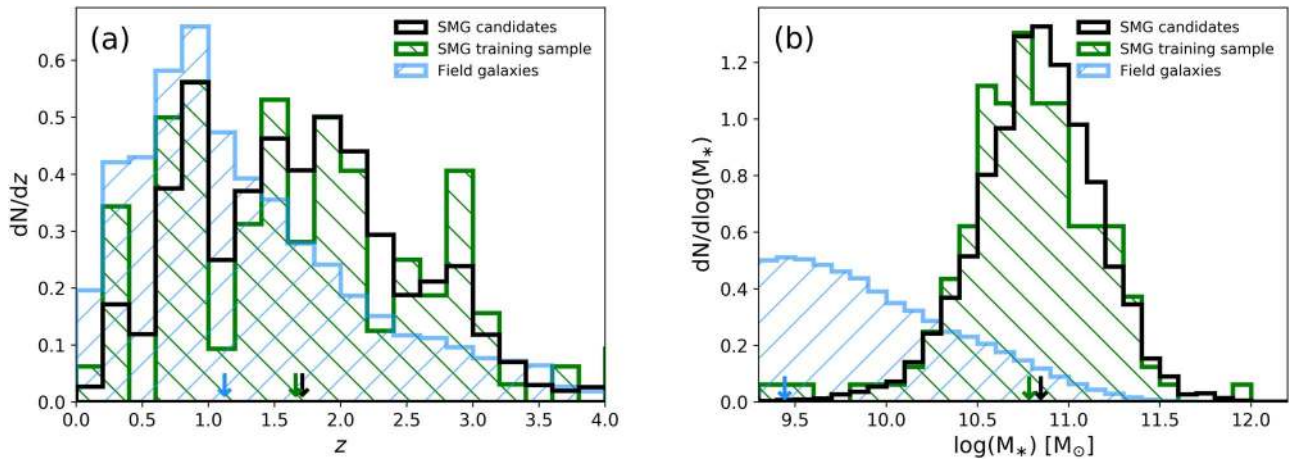 (a)
SMG candidates
SMG training sample
Field galaxies
dN/dz
0.6
0.5
0.4
0.3
0.2
0.1
0.0
0.0 0.5 1.0 1.5 2.0 2.5 3.0 3.5 4.0
z
(b)
SMG candidates
SMG training sample
Field galaxies
dN/dlog(M∗)
1.2
1.0
0.8
0.6
0.4
0.2
0.0
9.5 10.0 10.5 11.0 11.5 12.0
log(M∗) [M⊙]